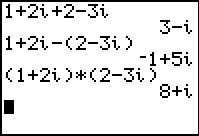 1+2i+2-3i
3-i
1+2i-(2-3i)
-1+5i
(1+2i)*(2-3i)
8+i